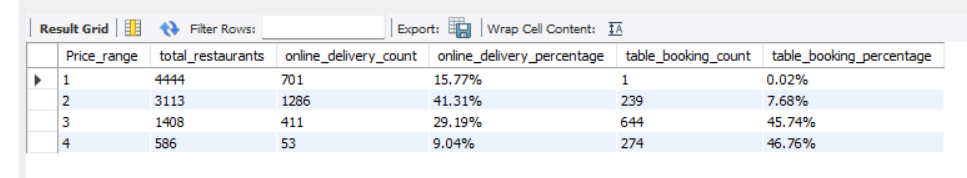 Result Grid Filter Rows: Export: Wrap Cell Content: IA
Price_range total_restaurants online_delivery_count online_delivery_percentage table_booking_count table_booking_percentage
1 4444 701 15.77% 1 0.02%
2 3113 1286 41.31% 239 7.68%
3 1408 411 29.19% 644 45.74%
4 586 53 9.04% 274 46.76%